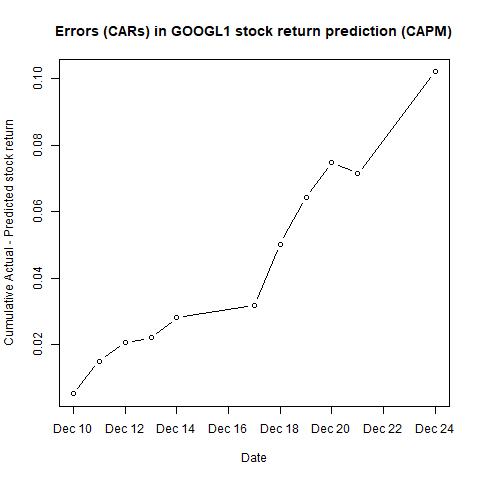 Errors (CARs) in GOOGL1 stock return prediction (CAPM)
Cumulative Actual - Predicted stock return
0.10
0.08
0.06
0.04
0.02
Dec 10 Dec 12 Dec 14 Dec 16 Dec 18 Dec 20 Dec 22 Dec 24
Date